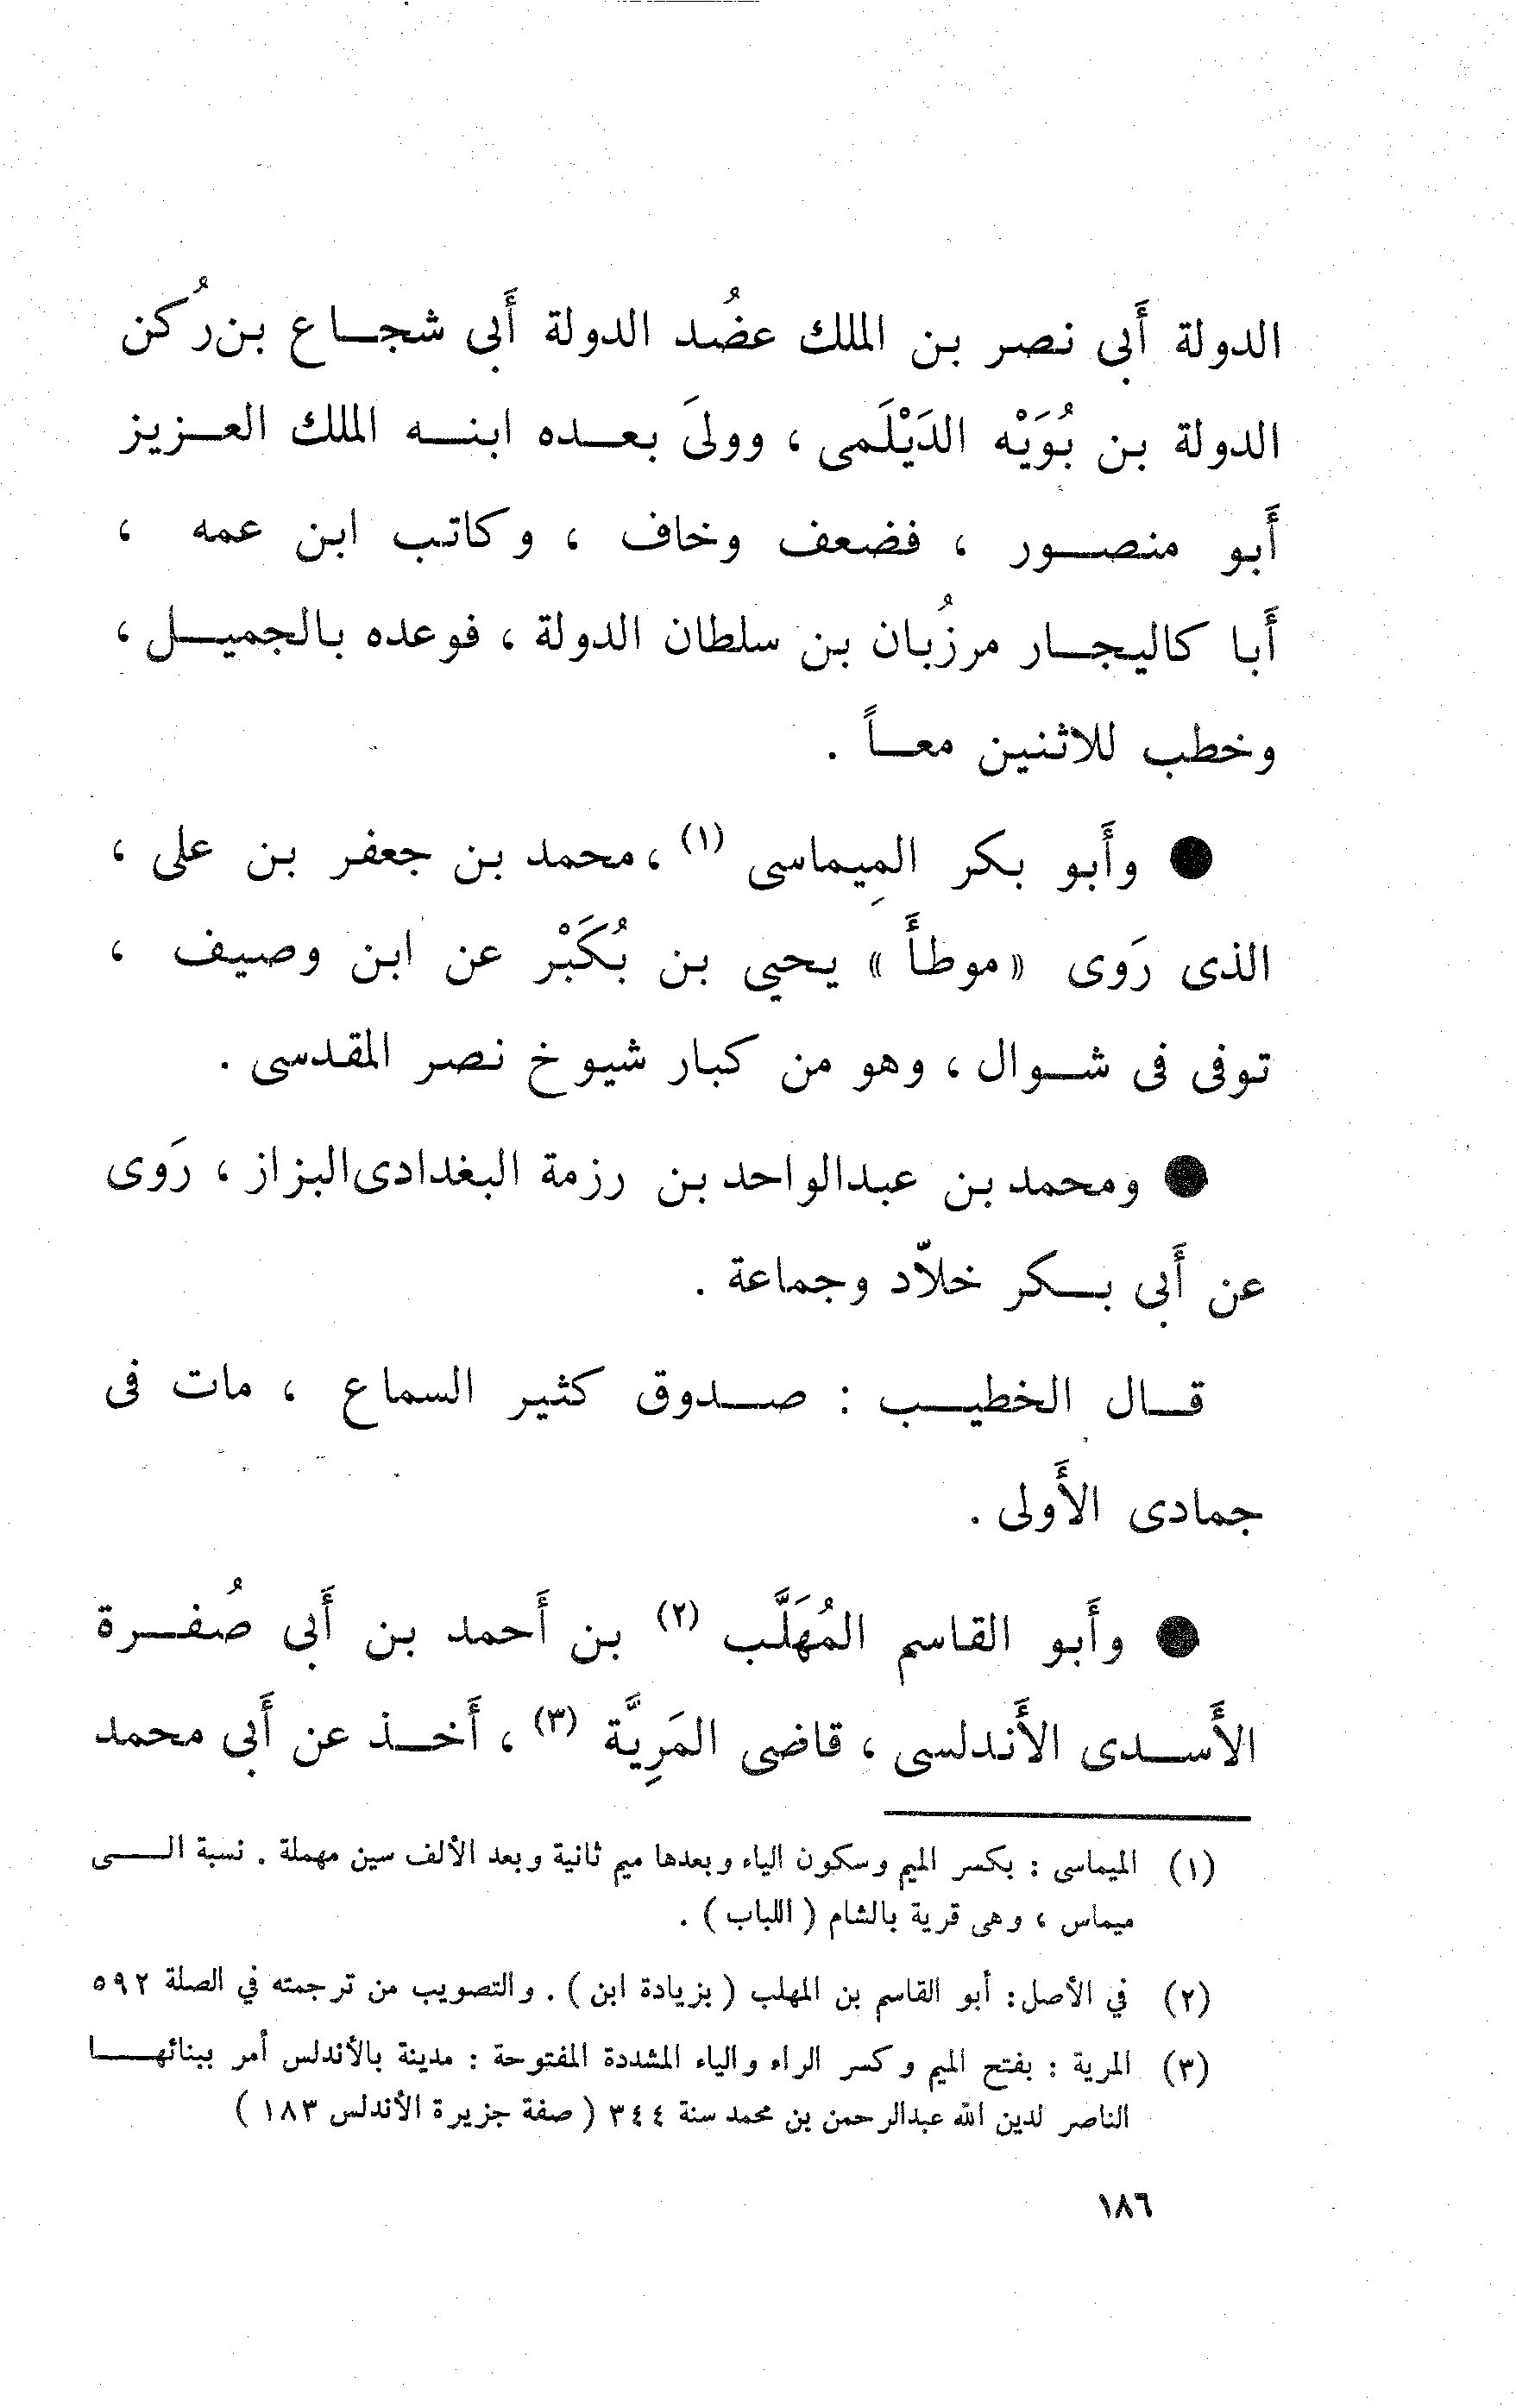 الدولة أَبى نصر بن الملك عضُد الدولة أَبى شجاع بن رُكن
الدولة بن بُوَيْه الدَيْلَمى ، وولىَ بعده ابنه الملك العزيز
أَبو منصور ، فضعف وخاف ، وكاتب ابن عمه ،
أَبا كاليجار مرزُبان بن سلطان الدولة ، فوعده بالجميل ،
وخطب للاثنين معاً .
● وأَبو بكر المِيماسى (١) ، محمد بن جعفر بن على ،
الذى رَوى « موطأَ » يحيى بن بُكَبْر عن ابن وصيف ،
توفى فى شوال ، وهو من كبار شيوخ نصر المقدسى .
● ومحمد بن عبدالواحد بن رزمة البغدادى البزاز ، رَوى
عن أَبى بكر خلاّد وجماعة .
قال الخطيب : صدوق كثير السماع ، مات فى
جمادى الأَولى .
● وأَبو القاسم المُهَلَّب (٢) بن أَحمد بن أَبى صُفرة
الأَسدى الأَندلسى ، قاضى المَرِيَّة (٣) ، أَخذ عن أَبى محمد
(١) الميماسى : بكسر الميم وسكون الياء وبعدها ميم ثانية وبعد الألف سين مهملة . نسبة الى
ميماس ، وهى قرية بالشام ( اللباب ) .
(٢) في الأصل : أبو القاسم بن المهلب ( بزيادة ابن ) . والتصويب من ترجمته في الصلة ٥٩٢
(٣) المرية : بفتح الميم وكسر الراء والياء المشددة المفتوحة : مدينة بالأندلس أمر ببنائها
الناصر لدين الله عبدالرحمن بن محمد سنة ٣٤٤ ( صفة جزيرة الأندلس ١٨٣ )
١٨٦